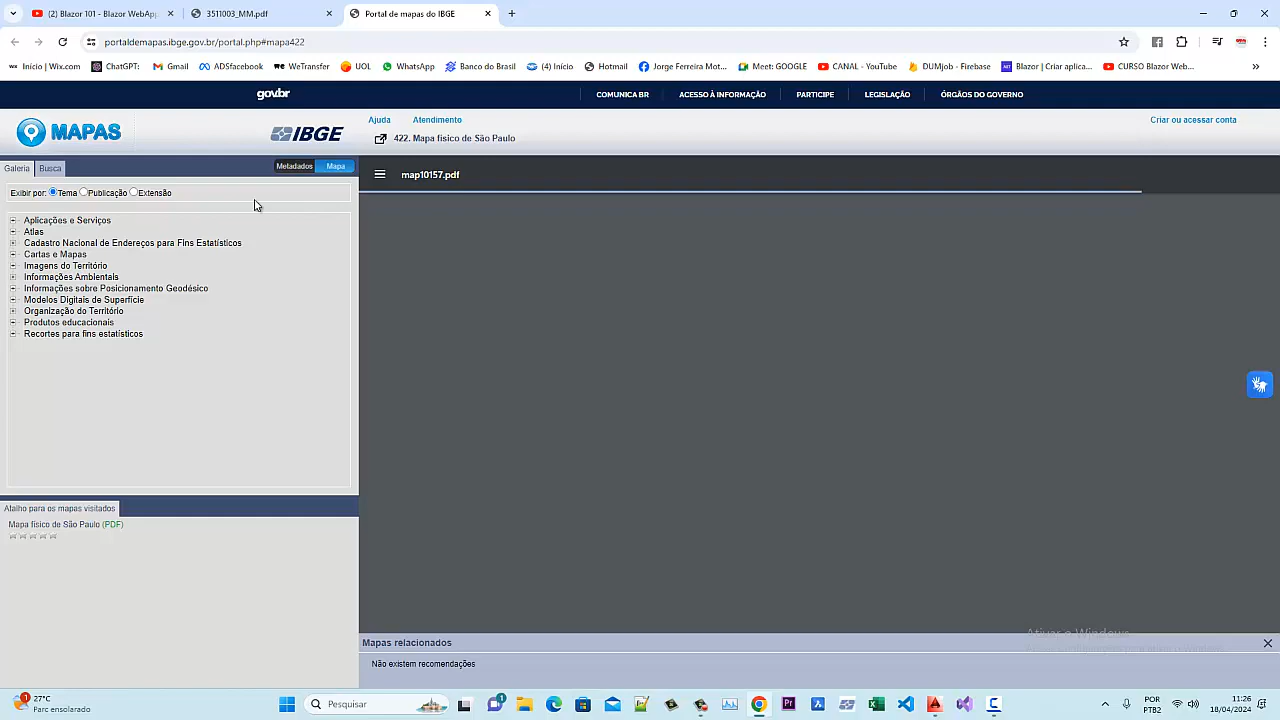 (2) Blazor 101 - Blazor WebAp
3511003_MM.pdf
Portal de mapas do IBGE
portaldemapas.ibge.gov.br/portal.php#mapa422
Início | Wix.com
ChatGPT:
Gmail
ADSfacebook
WeTransfer
UOL
WhatsApp
Banco do Brasil
(4) Início
Hotmail
Jorge Ferreira Mot...
Meet: GOOGLE
CANAL - YouTube
DUMjob - Firebase
Blazor | Criar aplica...
CURSO Blazor Web...
gov.br
COMUNICA BR
ACESSO À INFORMAÇÃO
PARTICIPE
LEGISLAÇÃO
ÓRGÃOS DO GOVERNO
MAPAS
IBGE
Ajuda
Atendimento
Criar ou acessar conta
422. Mapa físico de São Paulo
Galeria
Busca
Metadados
Mapa
map10157.pdf
Exibir por: Tema Publicação Extensão
Aplicações e Serviços
Atlas
Cadastro Nacional de Endereços para Fins Estatísticos
Cartas e Mapas
Imagens do Território
Informações Ambientais
Informações sobre Posicionamento Geodésico
Modelos Digitais de Superfície
Organização do Território
Produtos educacionais
Recortes para fins estatísticos
Atalho para os mapas visitados
Mapa físico de São Paulo (PDF)
Ativar o Windows
Mapas relacionados
Não existem recomendações
27°C
Parc ensolarado
Pesquisar
POR
PTB2
11:26
18/04/2024